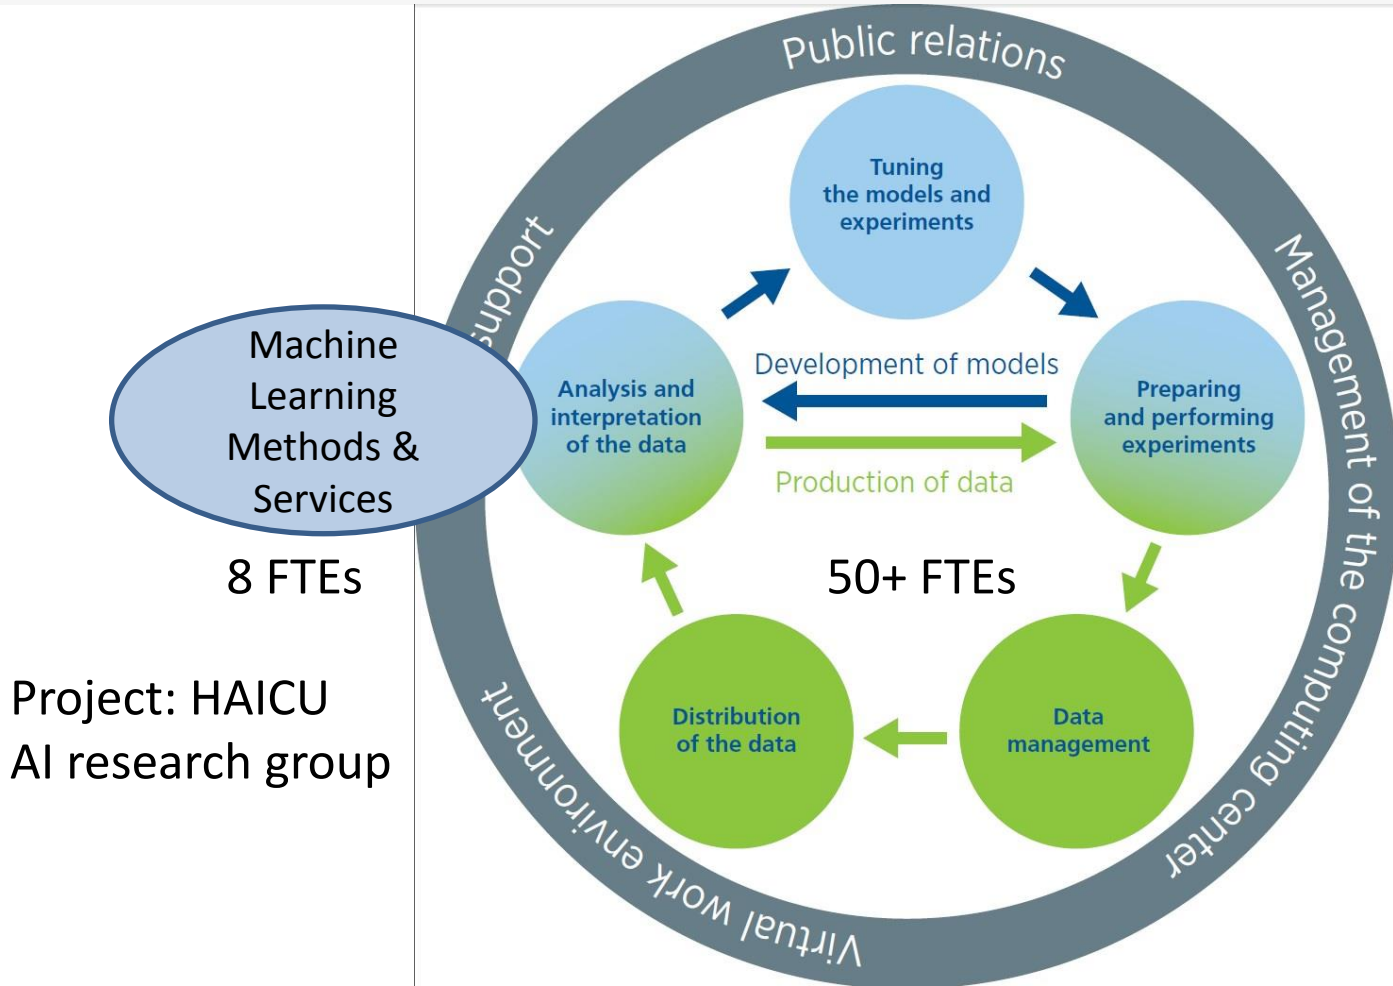 Public relations
Tuning
the models and
experiments
support
Management of the computing center
Machine
Learning
Methods &
Services
Analysis and
interpretation
of the data
Development of models
Production of data
Preparing
and performing
experiments
8 FTEs
50+ FTEs
Project: HAICU
AI research group
Distribution
of the data
Data
management
Virtual work environment